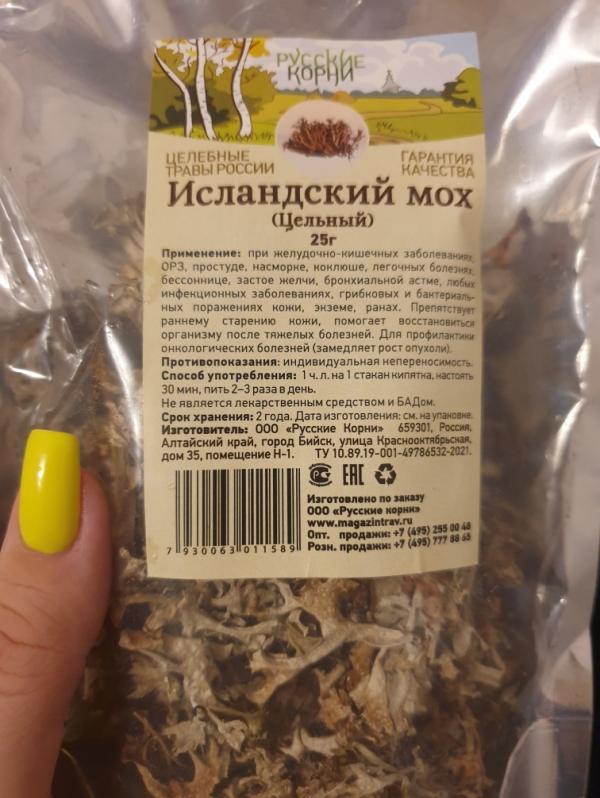 РУССКИЕ
КОРНИ
ЦЕЛЕБНЫЕ
ТРАВЫ РОССИИ
ГАРАНТИЯ
КАЧЕСТВА
Исландский мох
(Цельный)
25г
Применение: при желудочно-кишечных заболеваниях,
ОРЗ, простуде, насморке, коклюше, легочных болезнях,
бессоннице, застое желчи, бронхиальной астме, любых
инфекционных заболеваниях, грибковых и бактериаль-
ных поражениях кожи, экземе, ранах. Препятствует
раннему старению кожи, помогает восстановиться
организму после тяжелых болезней. Для профилактики
онкологических болезней (замедляет рост опухоли).
Противопоказания: индивидуальная непереносимость.
Способ употребления: 1 ч. л. на 1 стакан кипятка, настоять
30 мин, пить 2–3 раза в день.
Не является лекарственным средством и БАДом.
Срок хранения: 2 года. Дата изготовления: см. на упаковке.
Изготовитель: ООО «Русские Корни» 659301, Россия,
Алтайский край, город Бийск, улица Краснооктябрьская,
дом 35, помещение Н-1. ТУ 10.89.19-001-49786532-2021.
EAC
Изготовлено по заказу
ООО «Русские корни»
www.magazintrav.ru
Опт. продажи: +7 (495) 255 00 48
Розн. продажи: +7 (495) 777 88 65
7 930063 011589